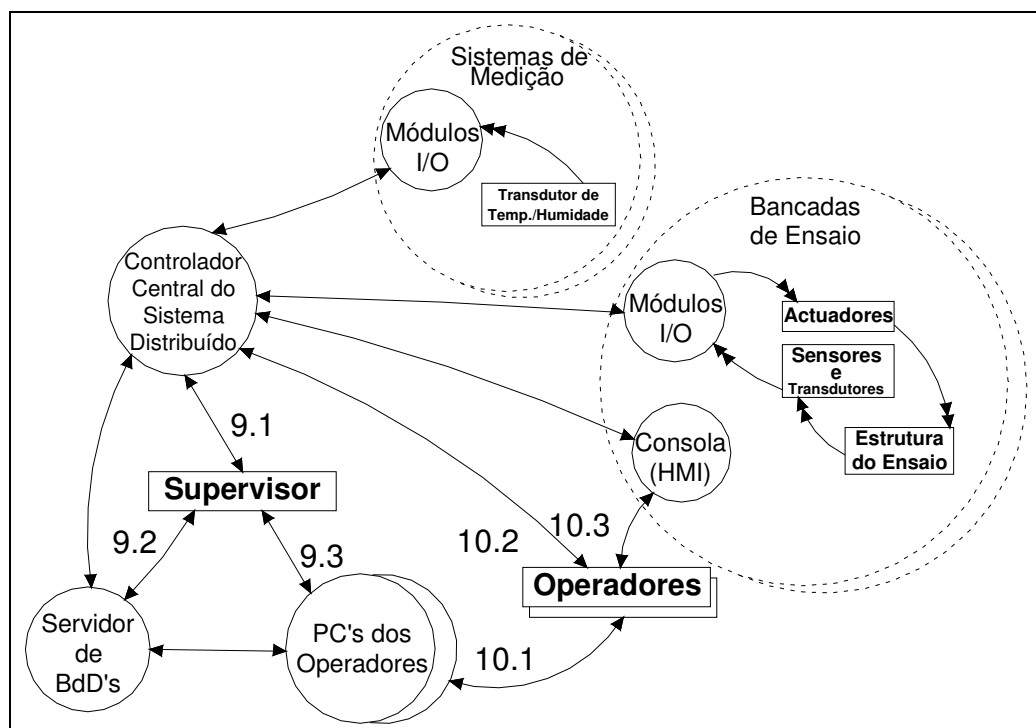 Sistemas de
Medição
Módulos
I/O
Transdutor de
Temp./Humidade
Bancadas
de Ensaio
Controlador
Central do
Sistema
Distribuído
Módulos
I/O
Actuadores
Sensores
e
Transdutores
Estrutura
do Ensaio
Consola
(HMI)
9.1
Supervisor
9.2
9.3
10.2
10.3
Operadores
Servidor
de
BdD's
PC's dos
Operadores
10.1